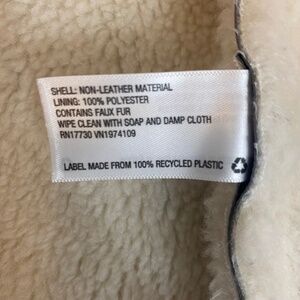 SHELL: NON-LEATHER MATERIAL
LINING: 100% POLYESTER
CONTAINS FAUX FUR
WIPE CLEAN WITH SOAP AND DAMP CLOTH
RN17730 VN1974109
LABEL MADE FROM 100% RECYCLED PLASTIC